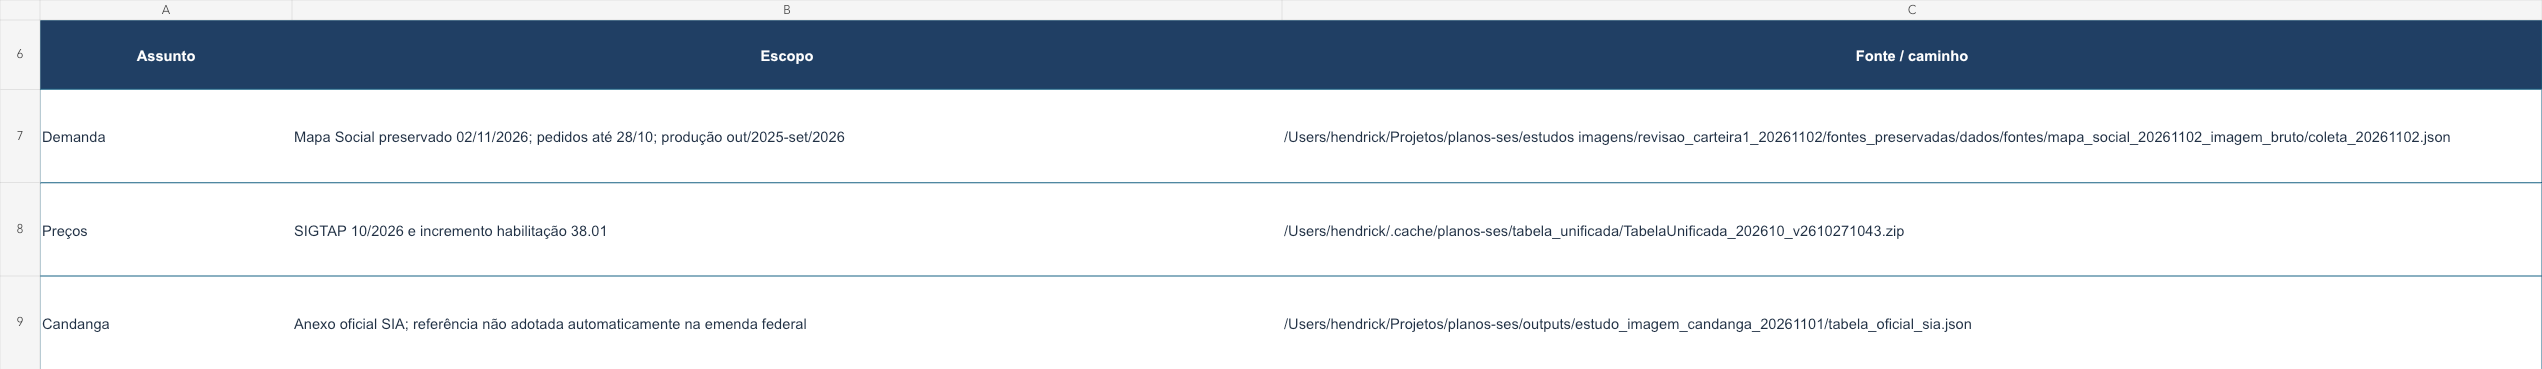 A B C
6 Assunto Escopo Fonte / caminho
7 Demanda Mapa Social preservado 02/11/2026; pedidos até 28/10; produção out/2025-set/2026 /Users/hendrick/Projetos/planos-ses/estudos imagens/revisao_carteira1_20261102/fontes_preservadas/dados/fontes/mapa_social_20261102_imagem_bruto/coleta_20261102.json
8 Preços SIGTAP 10/2026 e incremento habilitação 38.01 /Users/hendrick/.cache/planos-ses/tabela_unificada/TabelaUnificada_202610_v2610271043.zip
9 Candanga Anexo oficial SIA; referência não adotada automaticamente na emenda federal /Users/hendrick/Projetos/planos-ses/outputs/estudo_imagem_candanga_20261101/tabela_oficial_sia.json